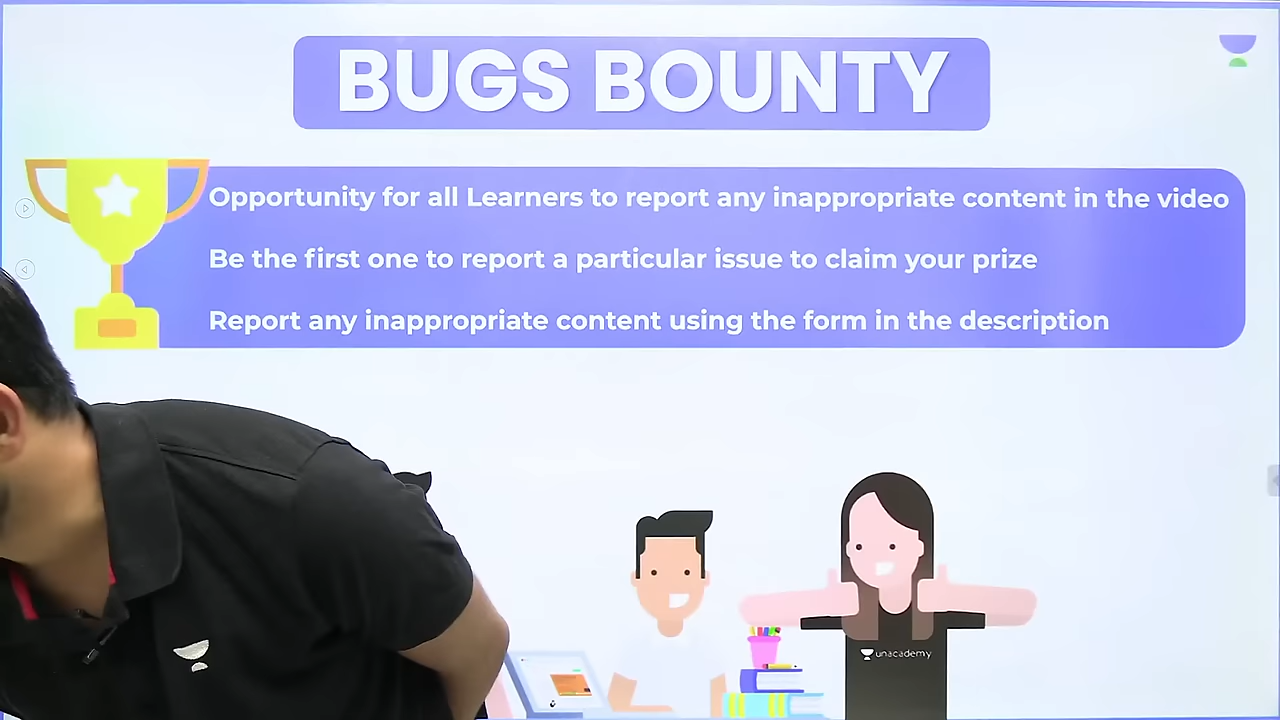 BUGS BOUNTY
Opportunity for all Learners to report any inappropriate content in the video
Be the first one to report a particular issue to claim your prize
Report any inappropriate content using the form in the description
unacademy